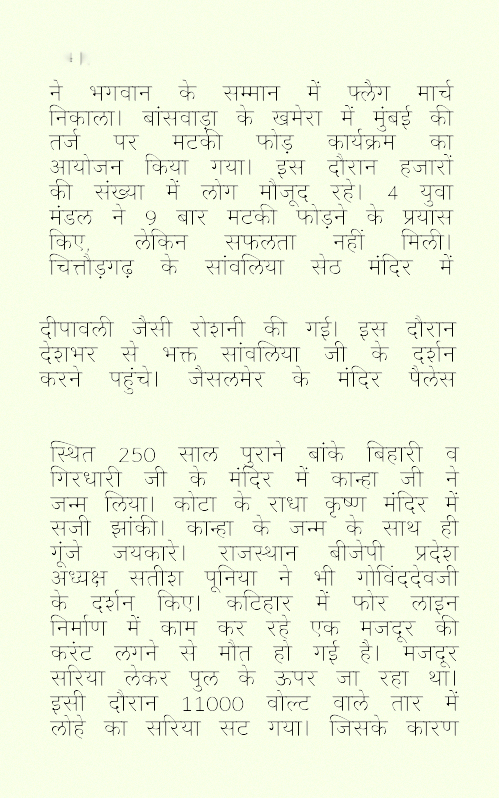 ने भगवान के सम्मान में फ्लैग मार्च
निकाला। बांसवाड़ा के खमेरा में मुंबई की
तर्ज पर मटकी फोड़ कार्यक्रम का
आयोजन किया गया। इस दौरान हजारों
की संख्या में लोग मौजूद रहे। 4 युवा
मंडल ने 9 बार मटकी फोड़ने के प्रयास
किए, लेकिन सफलता नहीं मिली।
चित्तौड़गढ़ के सांवलिया सेठ मंदिर में
दीपावली जैसी रोशनी की गई। इस दौरान
देशभर से भक्त सांवलिया जी के दर्शन
करने पहुंचे। जैसलमेर के मंदिर पैलेस
स्थित 250 साल पुराने बांके बिहारी व
गिरधारी जी के मंदिर में कान्हा जी ने
जन्म लिया। कोटा के राधा कृष्ण मंदिर में
सजी झांकी। कान्हा के जन्म के साथ ही
गूंजे जयकारे। राजस्थान बीजेपी प्रदेश
अध्यक्ष सतीश पूनिया ने भी गोविंददेवजी
के दर्शन किए। कटिहार में फोर लाइन
निर्माण में काम कर रहे एक मजदूर की
करंट लगने से मौत हो गई है। मजदूर
सरिया लेकर पुल के ऊपर जा रहा था।
इसी दौरान 11000 वोल्ट वाले तार में
लोहे का सरिया सट गया। जिसके कारण